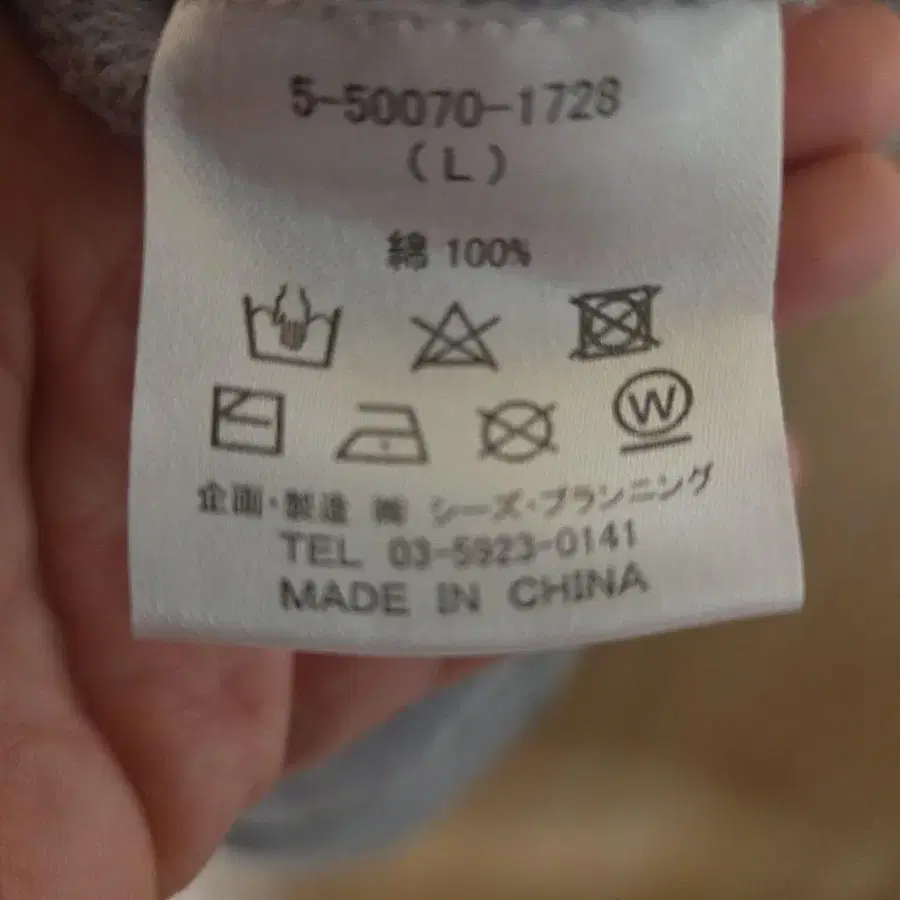 5-50070-1728
(L)
綿 100%
W
企画・製造 ㈱ シーズ・プランニング
TEL 03-5923-0141
MADE IN CHINA